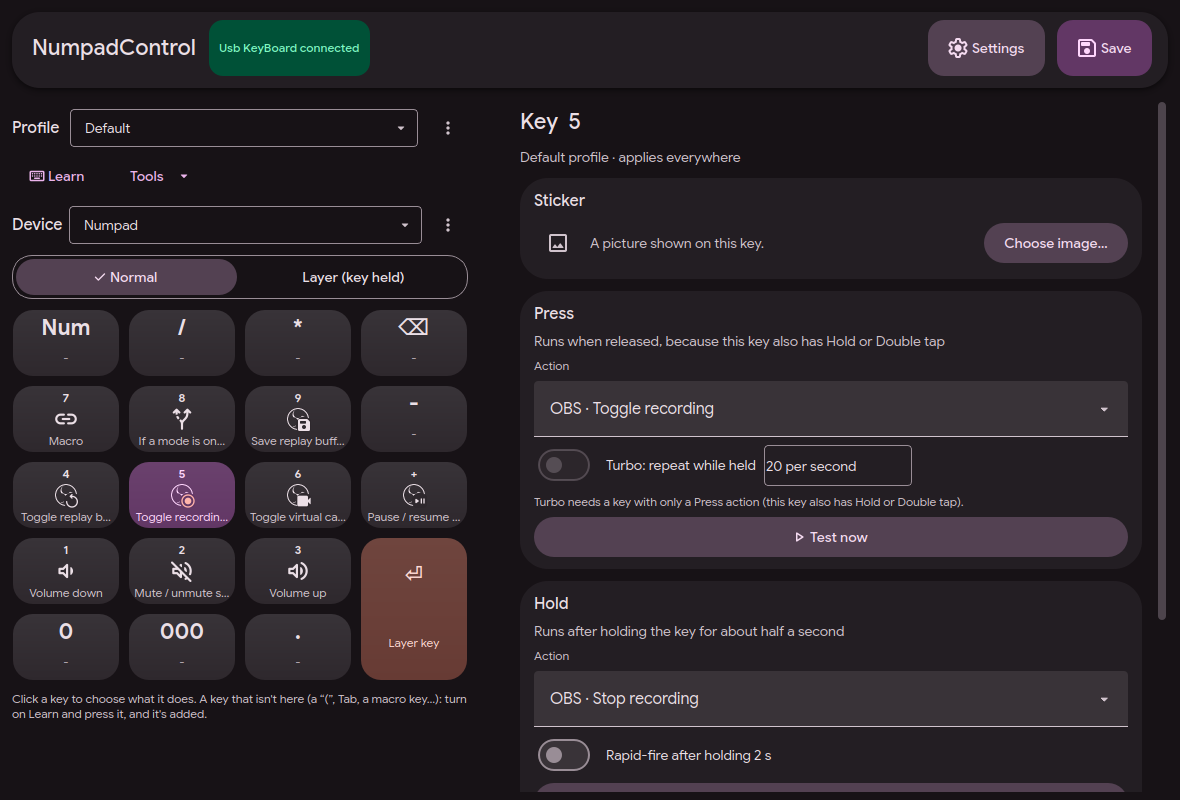 NumpadControl
Usb KeyBoard connected
Settings
Save
Profile
Default
Learn
Tools
Device
Numpad
Normal
Layer (key held)
Num
-
/
-
*
-
⌫
-
7
Macro
8
If a mode is on...
9
Save replay buff...
-
-
4
Toggle replay b...
5
Toggle recordin...
6
Toggle virtual ca...
+
Pause / resume ...
1
Volume down
2
Mute / unmute s...
3
Volume up
⏎
Layer key
0
-
000
-
.
-
Click a key to choose what it does. A key that isn't here (a “(”, Tab, a macro key…): turn
on Learn and press it, and it's added.
Key 5
Default profile · applies everywhere
Sticker
A picture shown on this key.
Choose image…
Press
Runs when released, because this key also has Hold or Double tap
Action
OBS · Toggle recording
Turbo: repeat while held
20 per second
Turbo needs a key with only a Press action (this key also has Hold or Double tap).
Test now
Hold
Runs after holding the key for about half a second
Action
OBS · Stop recording
Rapid-fire after holding 2 s